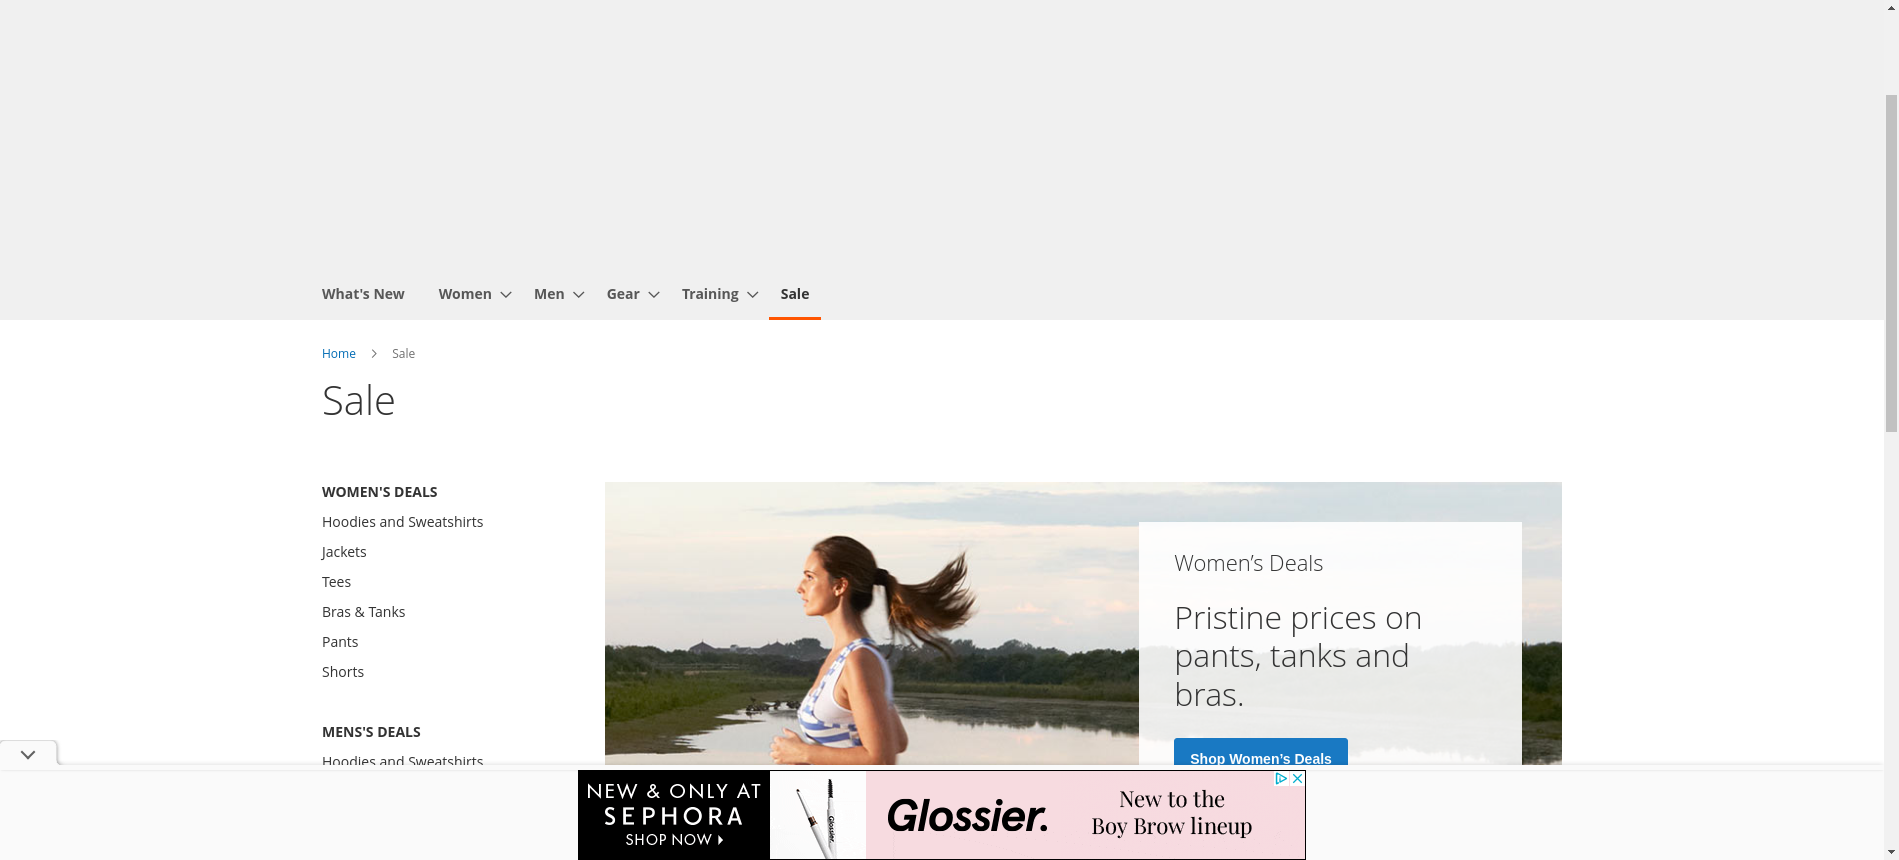 What's New Women Men Gear Training Sale
Home Sale
Sale
WOMEN'S DEALS
Hoodies and Sweatshirts
Jackets
Tees
Bras & Tanks
Pants
Shorts
MENS'S DEALS
Hoodies and Sweatshirts
Women’s Deals
Pristine prices on
pants, tanks and
bras.
Shop Women’s Deals
NEW & ONLY AT
SEPHORA
SHOP NOW
Glossier
Glossier.
New to the
Boy Brow lineup